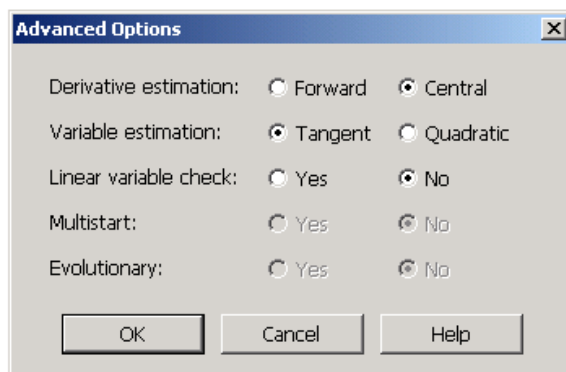 Advanced Options
Derivative estimation: Forward Central
Variable estimation: Tangent Quadratic
Linear variable check: Yes No
Multistart: Yes No
Evolutionary: Yes No
OK Cancel Help